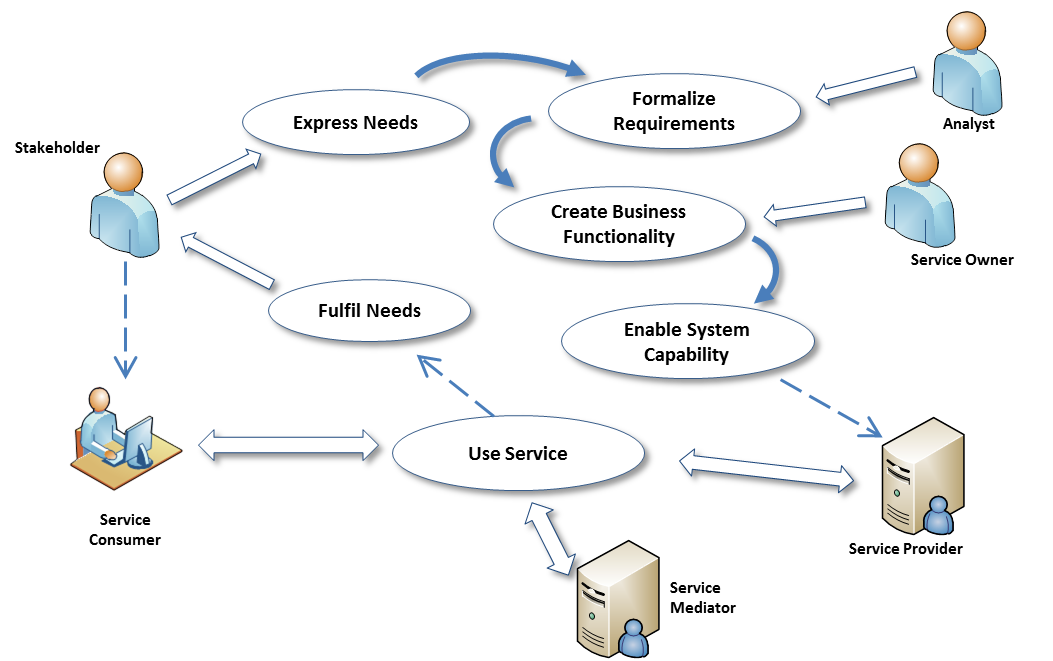 Express Needs
Formalize
Requirements
Analyst
Stakeholder
Create Business
Functionality
Service Owner
Fulfil Needs
Enable System
Capability
Use Service
Service
Consumer
Service Provider
Service
Mediator